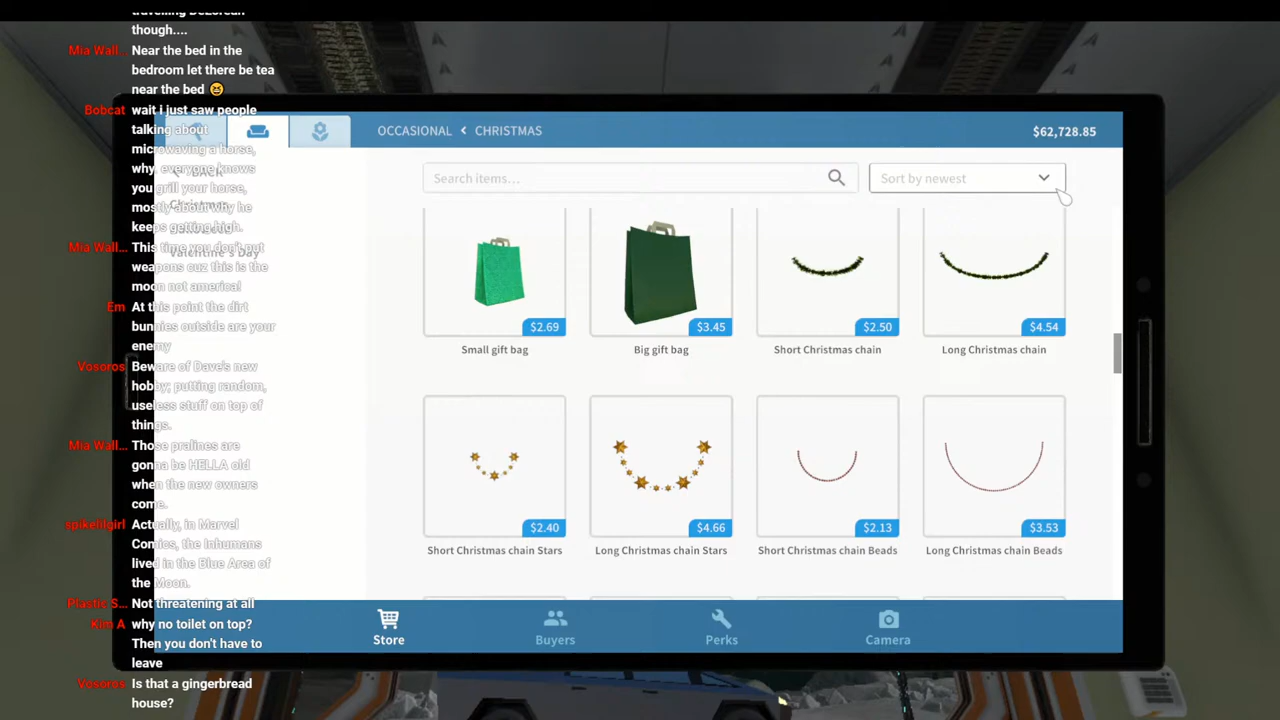 though....
Mia Wall... Near the bed in the
bedroom let there be tea
near the bed 😆
Bobcat wait i just saw people
talking about
microwaving a horse,
why. everyone knows
you grill your horse,
mostly about why he
keeps getting high.
Mia Wall... This time you don't put
weapons cuz this is the
moon not america!
Em At this point the dirt
bunnies outside are your
enemy
Vosoros Beware of Dave's new
hobby; putting random,
useless stuff on top of
things.
Mia Wall... Those pralines are
gonna be HELLA old
when the new owners
come.
spikefilgirl Actually, in Marvel
Comics, the Inhumans
lived in the Blue Area of
the Moon.
Plastic S... Not threatening at all
Kim A why no toilet on top?
Then you don't have to
leave
Vosoros Is that a gingerbread
house?
BACK
Christmas
Valentine's Day
OCCASIONAL < CHRISTMAS
$62,728.85
Search items...
Sort by newest
$2.69
$3.45
$2.50
$4.54
Small gift bag
Big gift bag
Short Christmas chain
Long Christmas chain
$2.40
$4.66
$2.13
$3.53
Short Christmas chain Stars
Long Christmas chain Stars
Short Christmas chain Beads
Long Christmas chain Beads
Store
Buyers
Perks
Camera